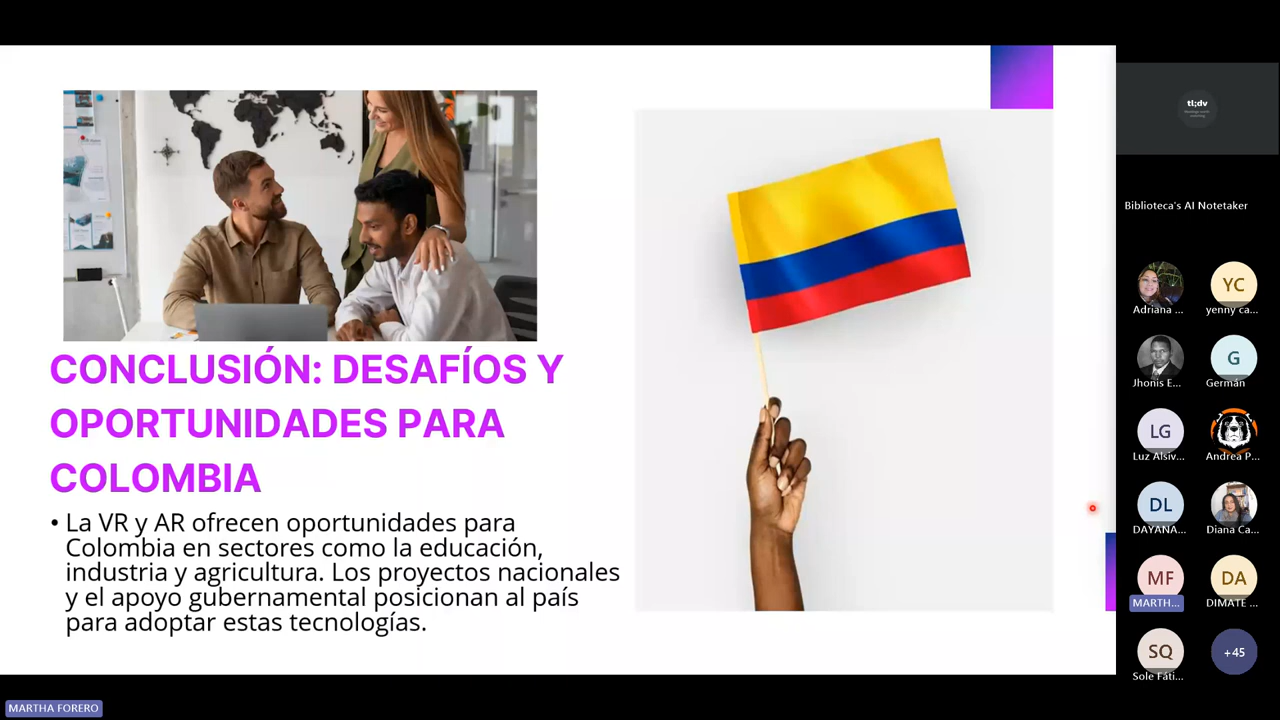 CONCLUSIÓN: DESAFÍOS Y
OPORTUNIDADES PARA
COLOMBIA
• La VR y AR ofrecen oportunidades para
Colombia en sectores como la educación,
industria y agricultura. Los proyectos nacionales
y el apoyo gubernamental posicionan al país
para adoptar estas tecnologías.
tl;dv
Biblioteca's AI Notetaker
Adriana ...
YC
yenny ca...
Jhonis E...
G
Germán
LG
Luz Alsiv...
Andrea P...
DL
DAYANA...
Diana Ca...
MF
MARTH...
DA
DIMATE ...
SQ
Sole Fáti...
+45
MARTHA FORERO